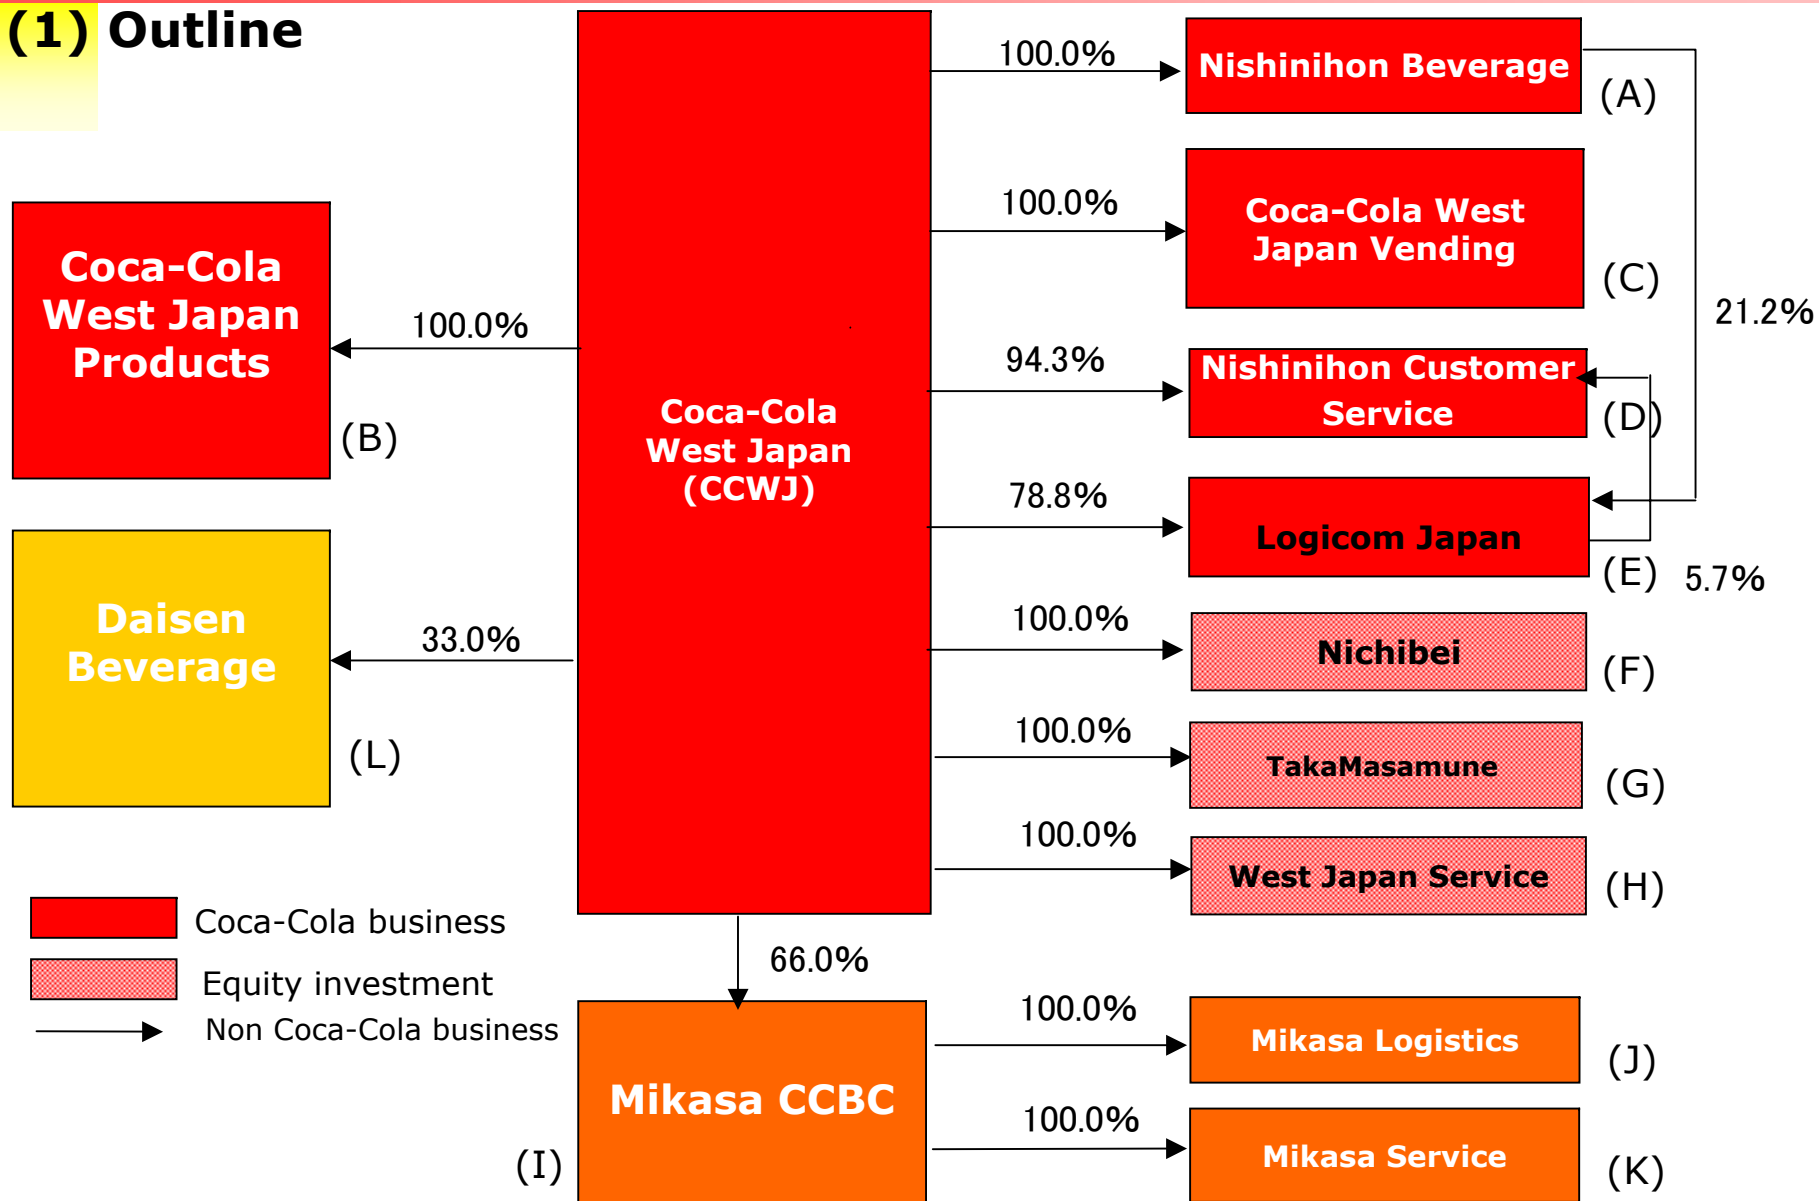 (1) Outline
100.0%
Nishinihon Beverage
(A)
100.0%
Coca-Cola West
Japan Vending
(C)
21.2%
Coca-Cola
West Japan
Products
100.0%
(B)
Coca-Cola
West Japan
(CCWJ)
94.3%
Nishinihon Customer
Service
(D)
78.8%
Logicom Japan
(E)
5.7%
Daisen
Beverage
33.0%
(L)
100.0%
Nichibei
(F)
100.0%
TakaMasamune
(G)
100.0%
West Japan Service
(H)
Coca-Cola business
Equity investment
Non Coca-Cola business
66.0%
Mikasa CCBC
(I)
100.0%
Mikasa Logistics
(J)
100.0%
Mikasa Service
(K)